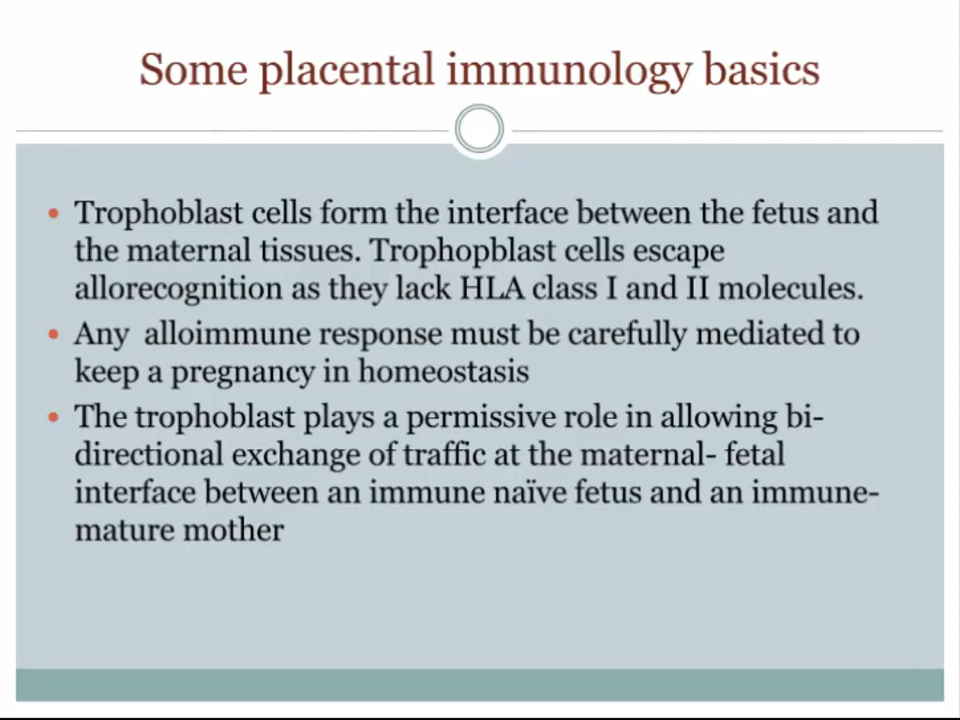 Some placental immunology basics
• Trophoblast cells form the interface between the fetus and
the maternal tissues. Trophopblast cells escape
allorecognition as they lack HLA class I and II molecules.
• Any  alloimmune response must be carefully mediated to
keep a pregnancy in homeostasis
• The trophoblast plays a permissive role in allowing bi-
directional exchange of traffic at the maternal- fetal
interface between an immune naïve fetus and an immune-
mature mother